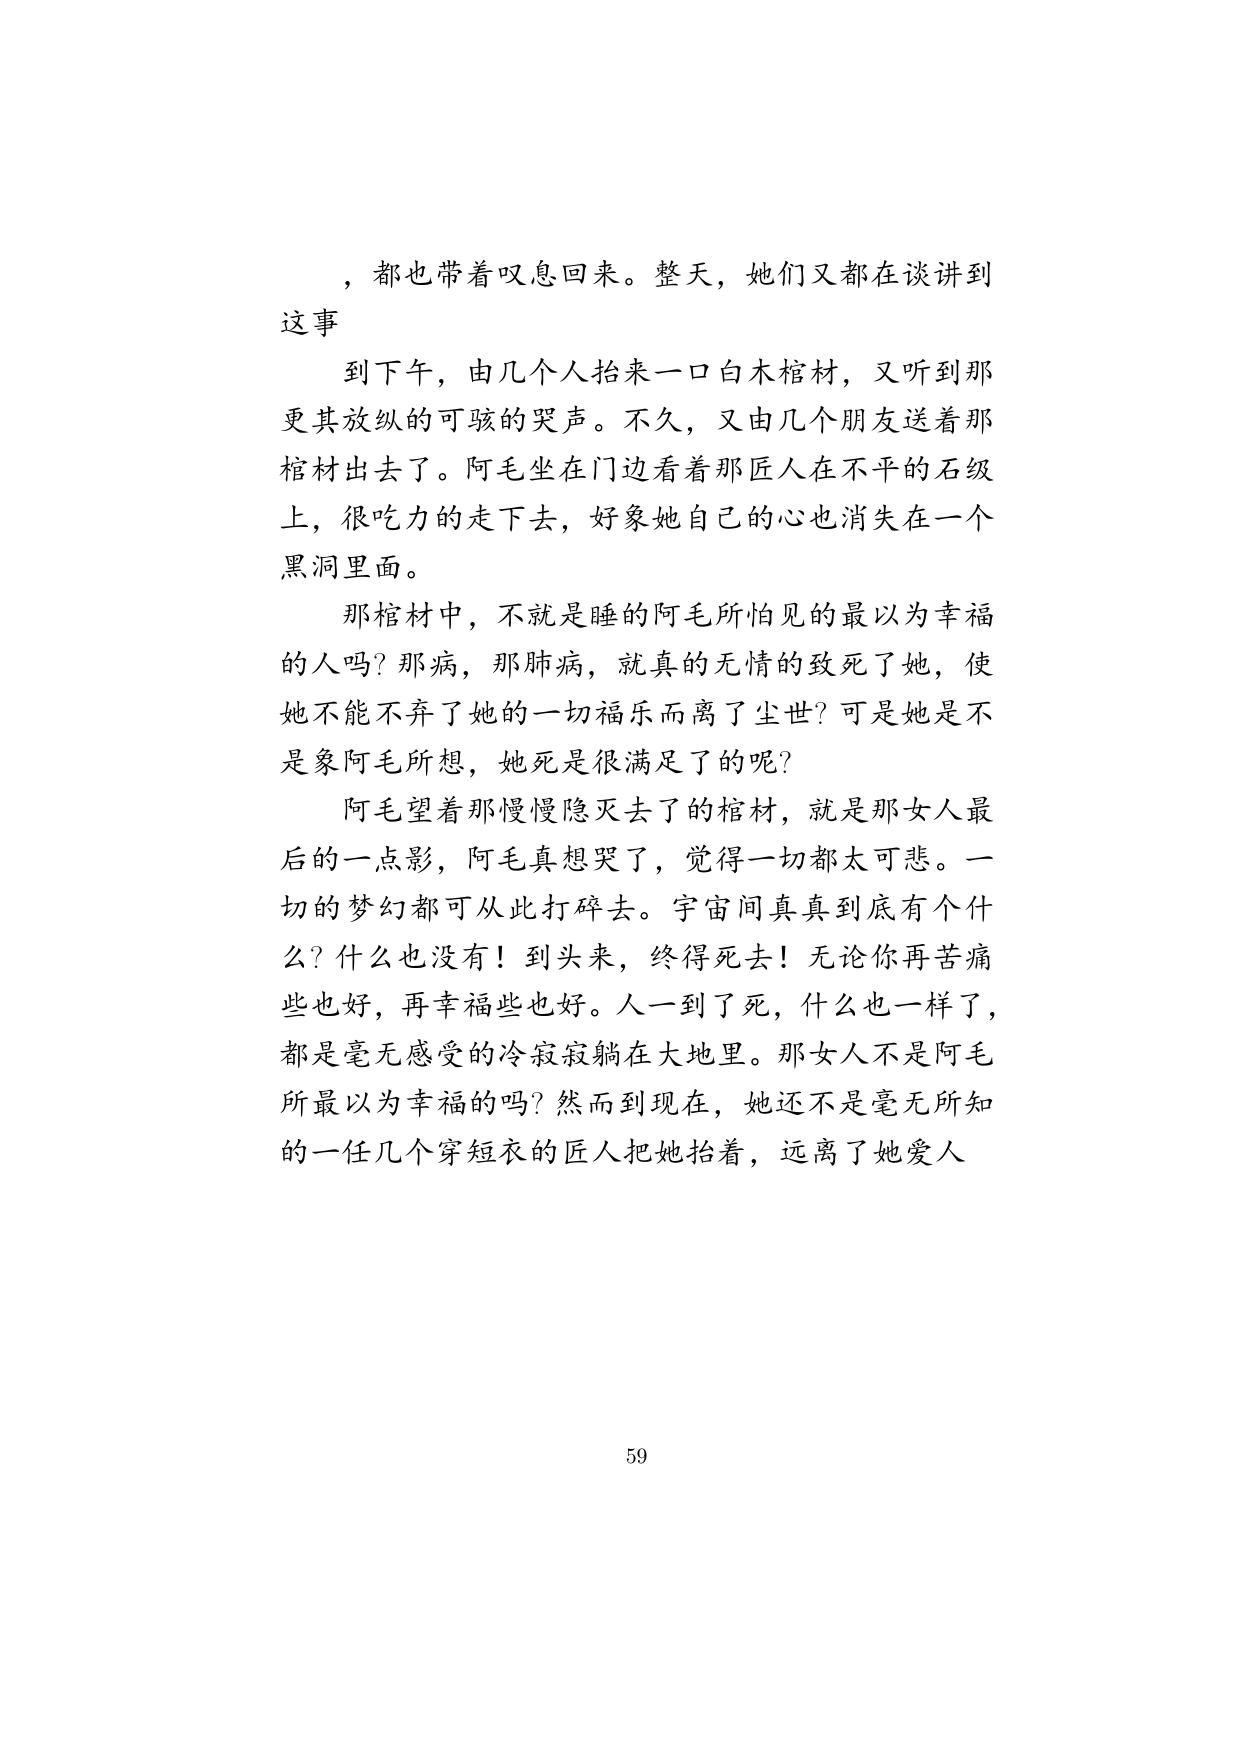 ，都也带着叹息回来。整天，她们又都在谈讲到
这事
到下午，由几个人抬来一口白木棺材，又听到那
更其放纵的可骇的哭声。不久，又由几个朋友送着那
棺材出去了。阿毛坐在门边看着那匠人在不平的石级
上，很吃力的走下去，好象她自己的心也消失在一个
黑洞里面。
那棺材中，不就是睡的阿毛所怕见的最以为幸福
的人吗？那病，那肺病，就真的无情的致死了她，使
她不能不弃了她的一切福乐而离了尘世？可是她是不
是象阿毛所想，她死是很满足了的呢？
阿毛望着那慢慢隐灭去了的棺材，就是那女人最
后的一点影，阿毛真想哭了，觉得一切都太可悲。一
切的梦幻都可从此打碎去。宇宙间真真到底有个什
么？什么也没有！到头来，终得死去！无论你再苦痛
些也好，再幸福些也好。人一到了死，什么也一样了，
都是毫无感受的冷寂寂躺在大地里。那女人不是阿毛
所最以为幸福的吗？然而到现在，她还不是毫无所知
的一任几个穿短衣的匠人把她抬着，远离了她爱人
59